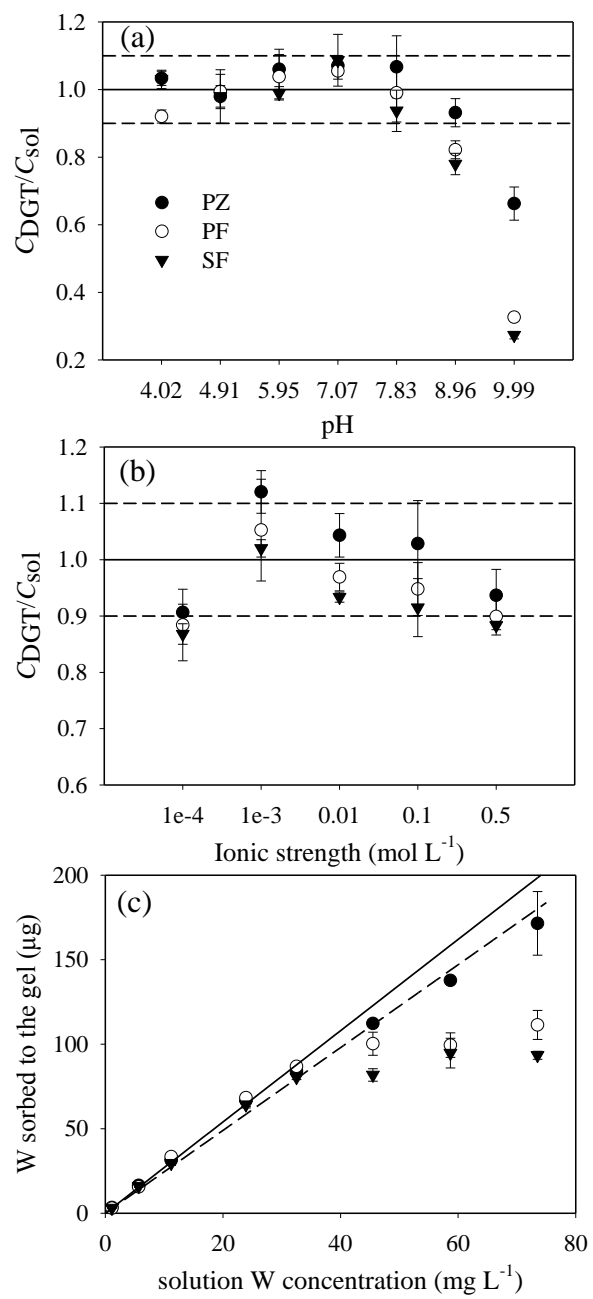 (a)
1.2
1.0
0.8
0.6
0.4
0.2
C_DGT/C_sol
PZ
PF
SF
4.02 4.91 5.95 7.07 7.83 8.96 9.99
pH
(b)
1.2
1.1
1.0
0.9
0.8
0.7
0.6
C_DGT/C_sol
1e-4 1e-3 0.01 0.1 0.5
Ionic strength (mol L⁻¹)
(c)
200
150
100
50
0
W sorbed to the gel (µg)
0 20 40 60 80
solution W concentration (mg L⁻¹)